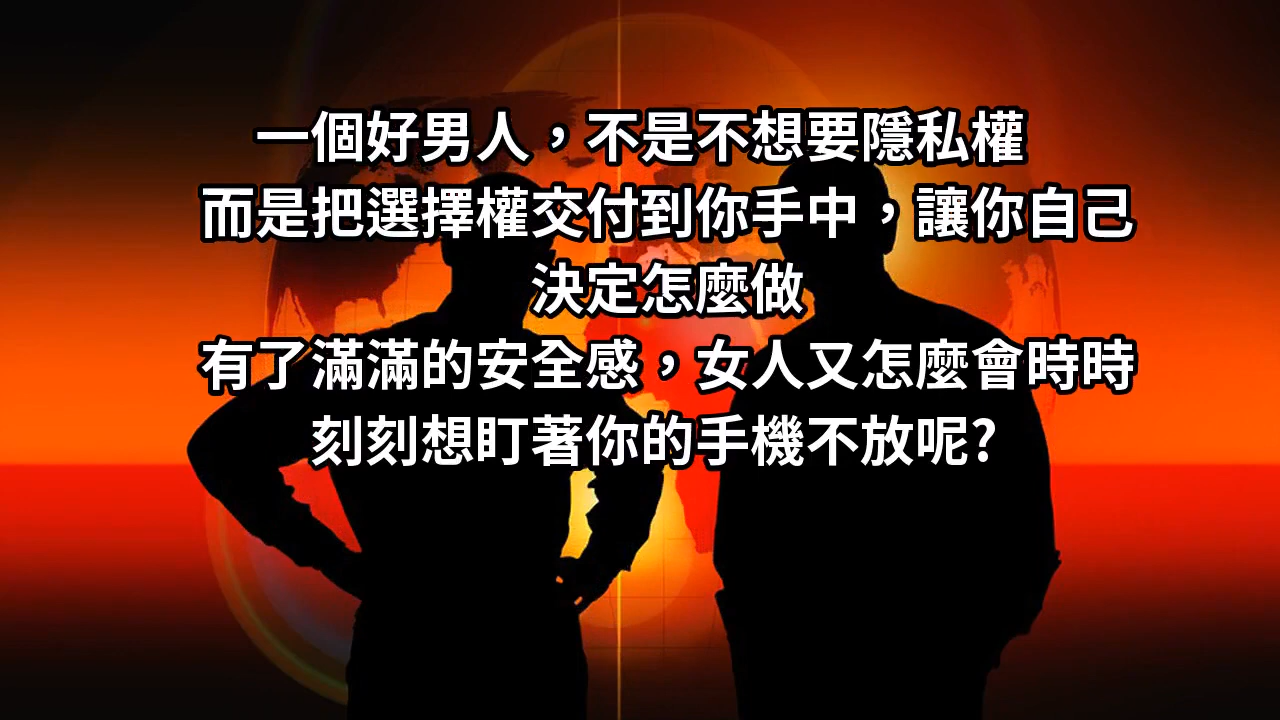 一個好男人，不是不想要隱私權
而是把選擇權交付到你手中，讓你自己
決定怎麼做
有了滿滿的安全感，女人又怎麼會時時
刻刻想盯著你的手機不放呢?